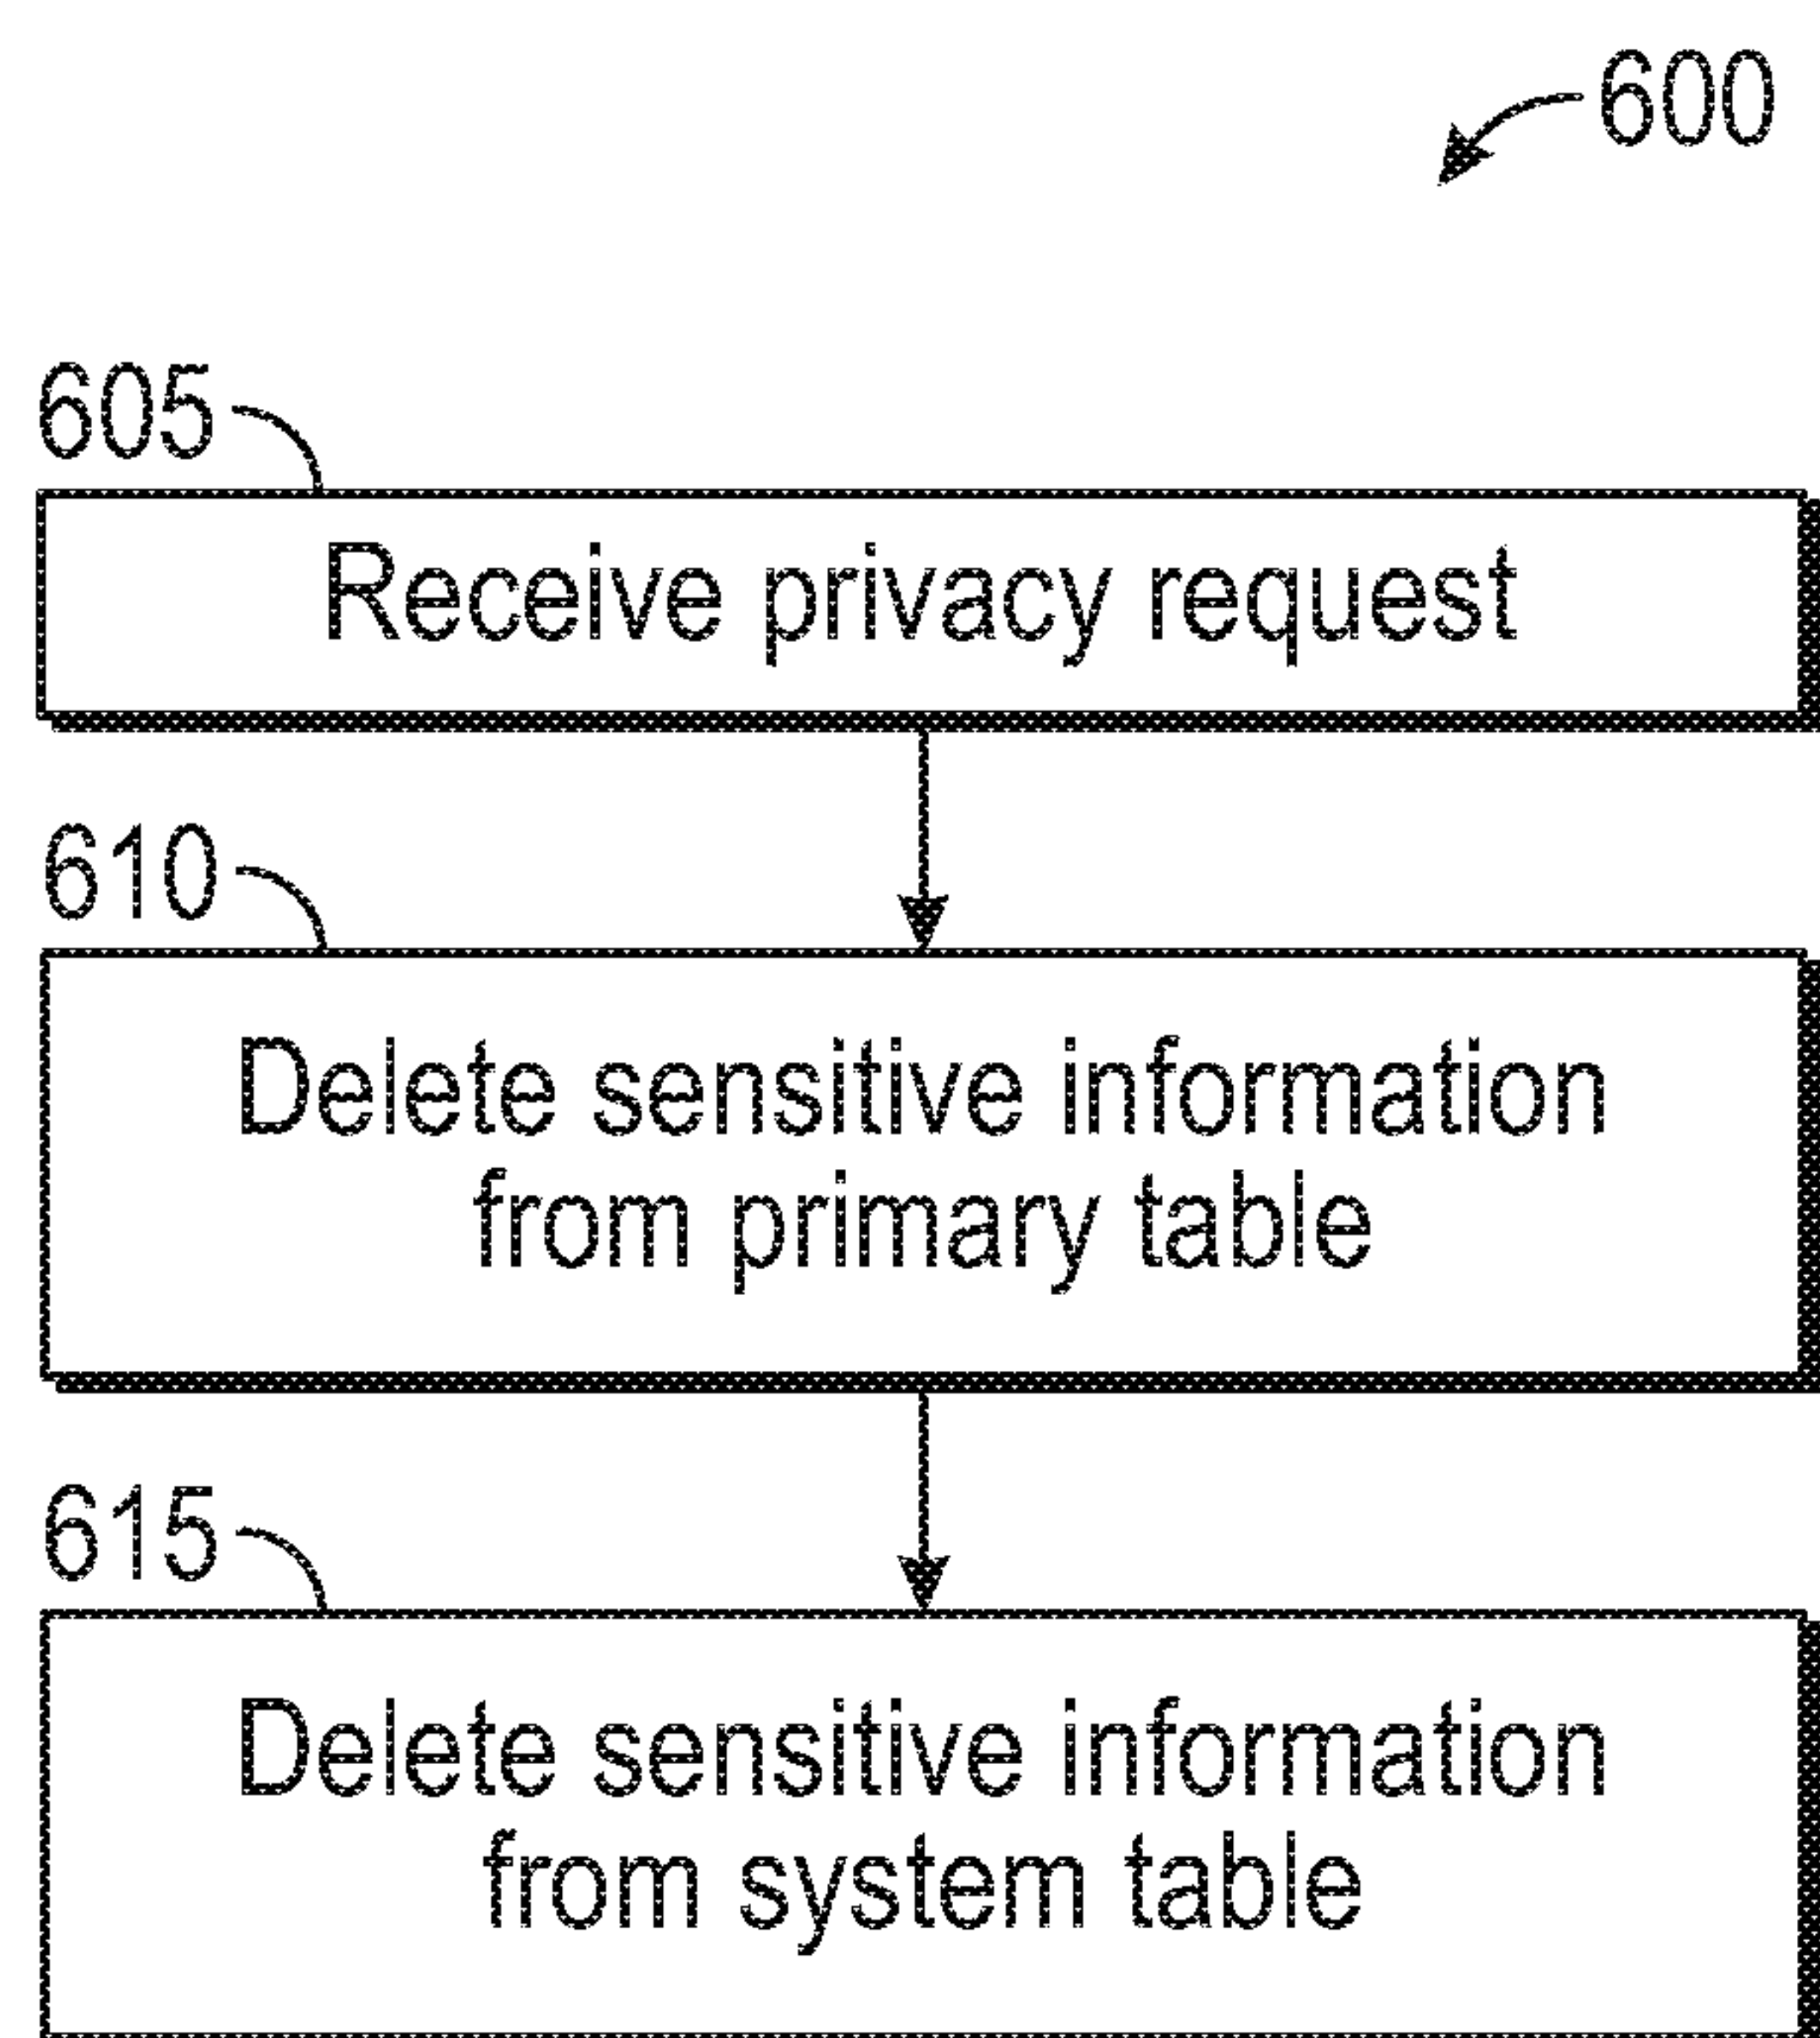 600
605
Receive privacy request
610
Delete sensitive information
from primary table
615
Delete sensitive information
from system table